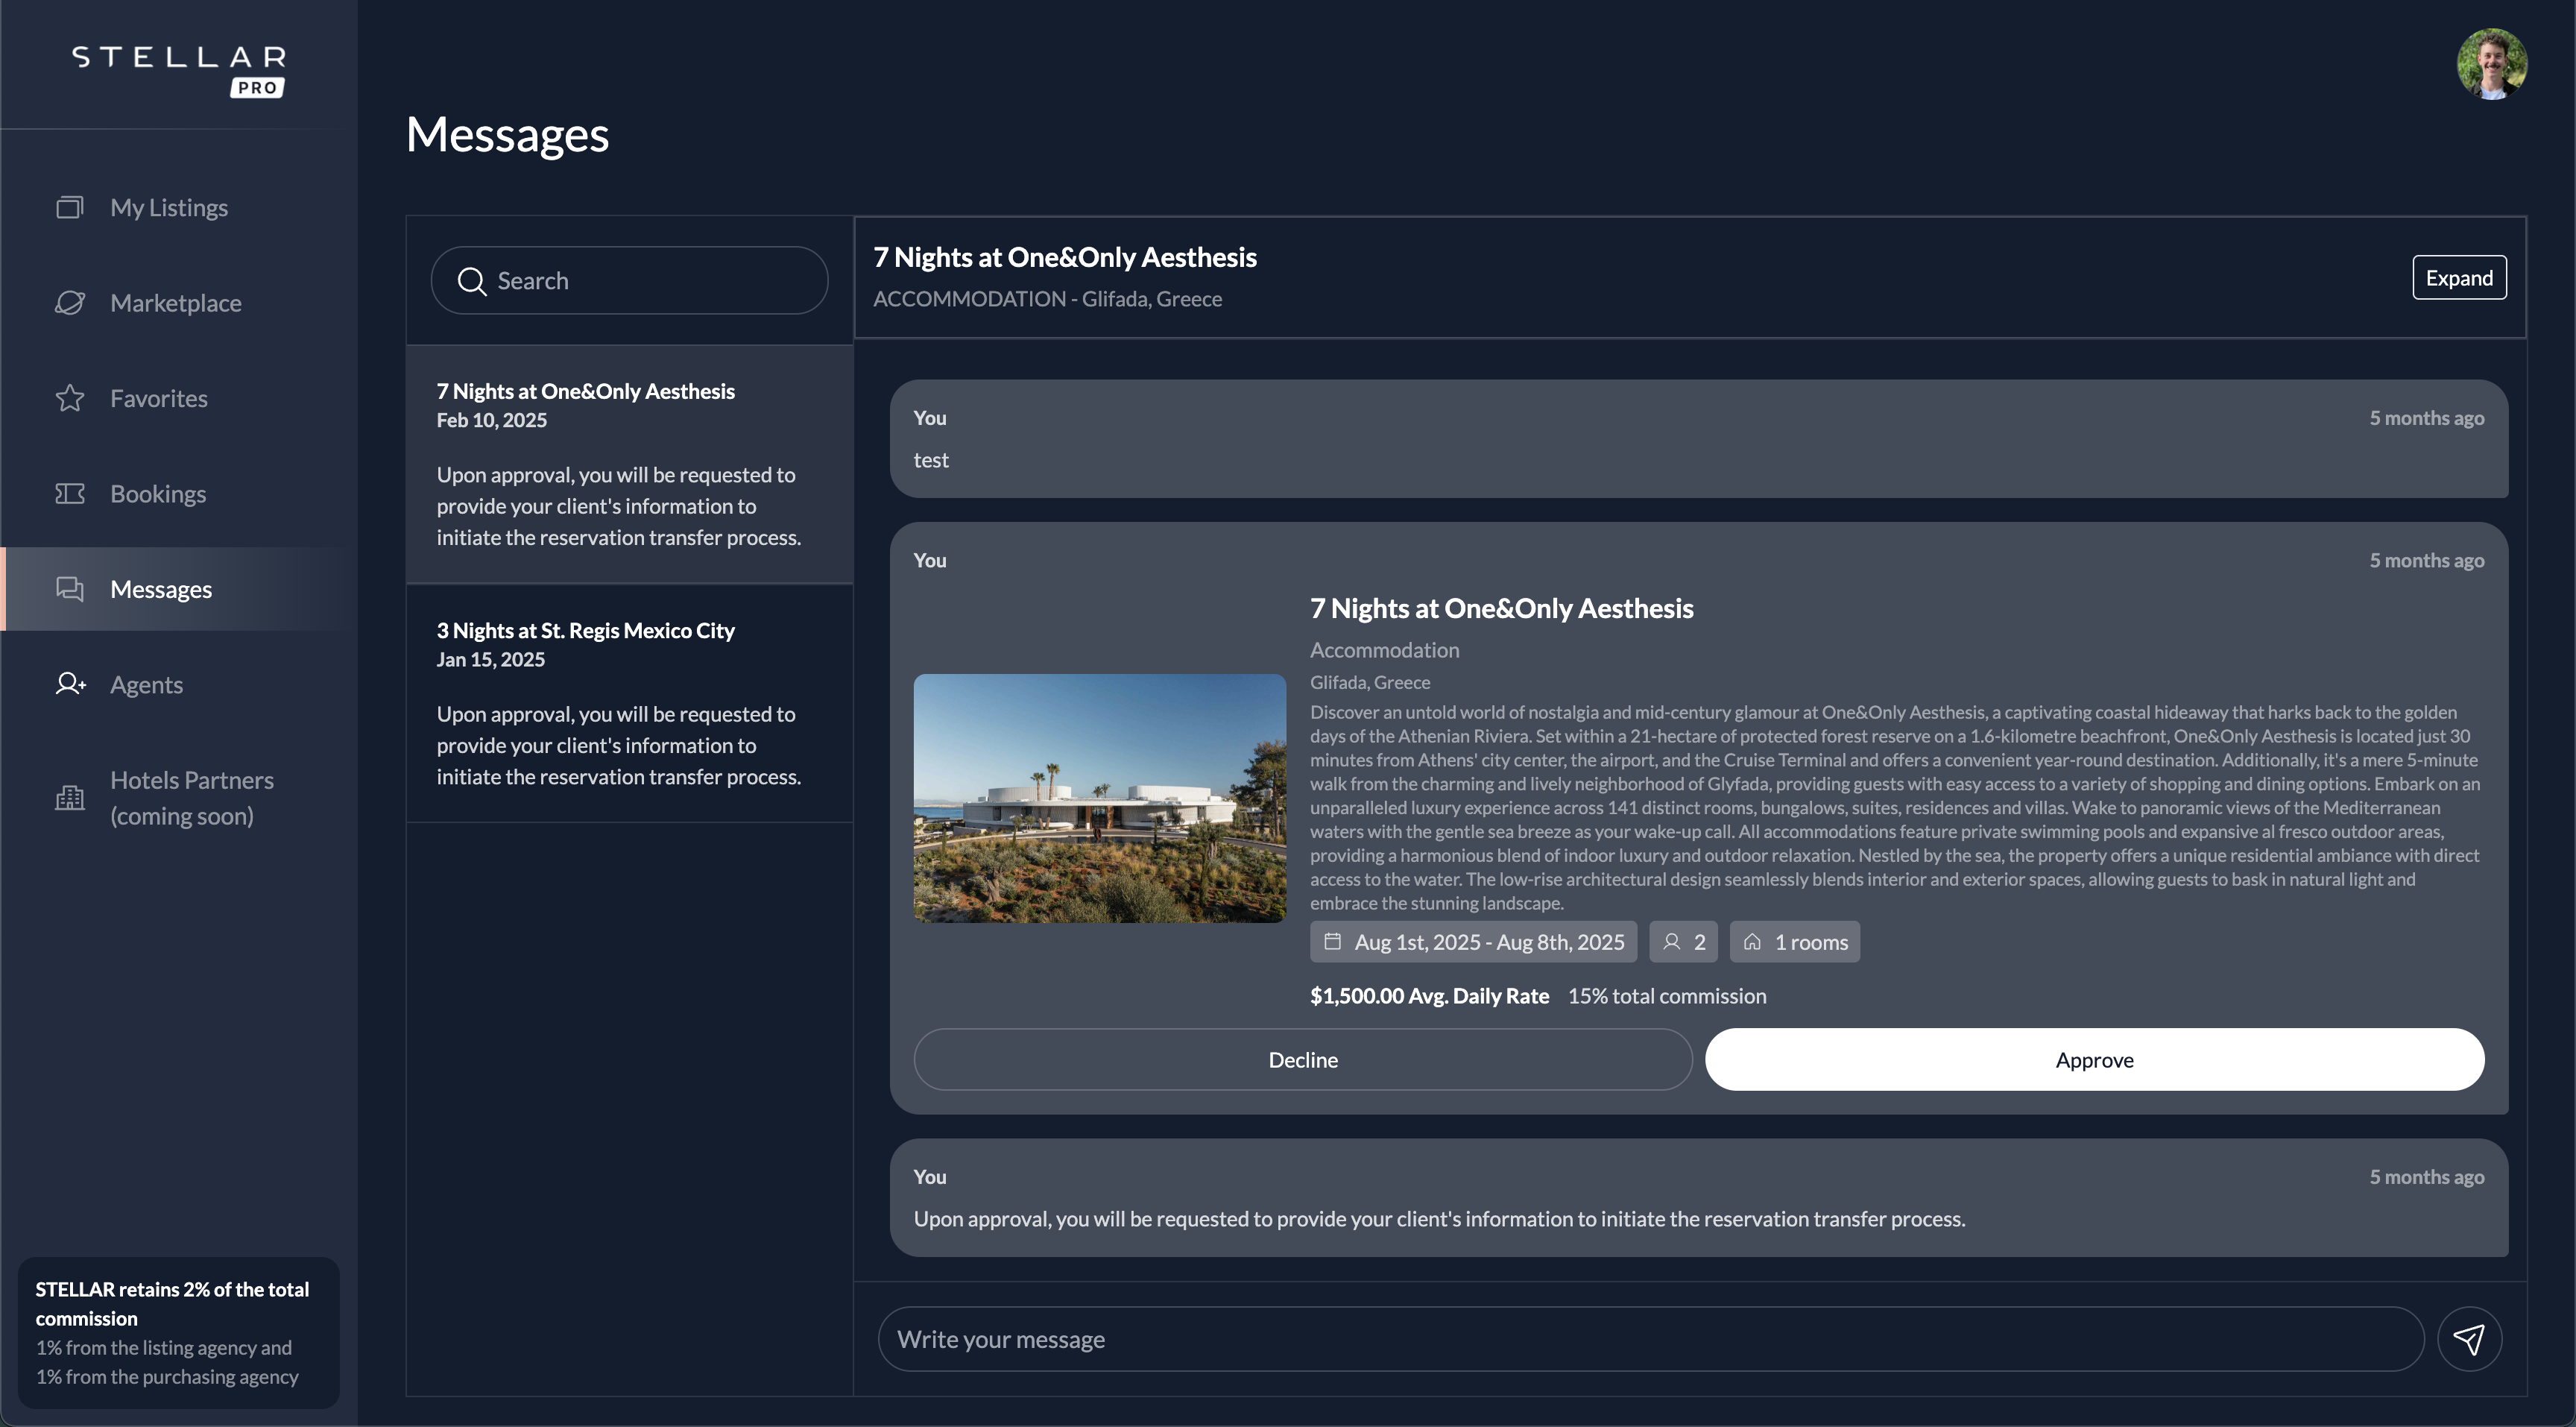 STELLAR
PRO
My Listings
Marketplace
Favorites
Bookings
Messages
Agents
Hotels Partners
(coming soon)
STELLAR retains 2% of the total
commission
1% from the listing agency and
1% from the purchasing agency
Messages
Search
7 Nights at One&Only Aesthesis
Feb 10, 2025
Upon approval, you will be requested to
provide your client's information to
initiate the reservation transfer process.
3 Nights at St. Regis Mexico City
Jan 15, 2025
Upon approval, you will be requested to
provide your client's information to
initiate the reservation transfer process.
7 Nights at One&Only Aesthesis
ACCOMMODATION - Glifada, Greece
Expand
You
5 months ago
test
You
5 months ago
7 Nights at One&Only Aesthesis
Accommodation
Glifada, Greece
Discover an untold world of nostalgia and mid-century glamour at One&Only Aesthesis, a captivating coastal hideaway that harks back to the golden
days of the Athenian Riviera. Set within a 21-hectare of protected forest reserve on a 1.6-kilometre beachfront, One&Only Aesthesis is located just 30
minutes from Athens' city center, the airport, and the Cruise Terminal and offers a convenient year-round destination. Additionally, it's a mere 5-minute
walk from the charming and lively neighborhood of Glyfada, providing guests with easy access to a variety of shopping and dining options. Embark on an
unparalleled luxury experience across 141 distinct rooms, bungalows, suites, residences and villas. Wake to panoramic views of the Mediterranean
waters with the gentle sea breeze as your wake-up call. All accommodations feature private swimming pools and expansive al fresco outdoor areas,
providing a harmonious blend of indoor luxury and outdoor relaxation. Nestled by the sea, the property offers a unique residential ambiance with direct
access to the water. The low-rise architectural design seamlessly blends interior and exterior spaces, allowing guests to bask in natural light and
embrace the stunning landscape.
Aug 1st, 2025 - Aug 8th, 2025
2
1 rooms
$1,500.00 Avg. Daily Rate 15% total commission
Decline
Approve
You
5 months ago
Upon approval, you will be requested to provide your client's information to initiate the reservation transfer process.
Write your message